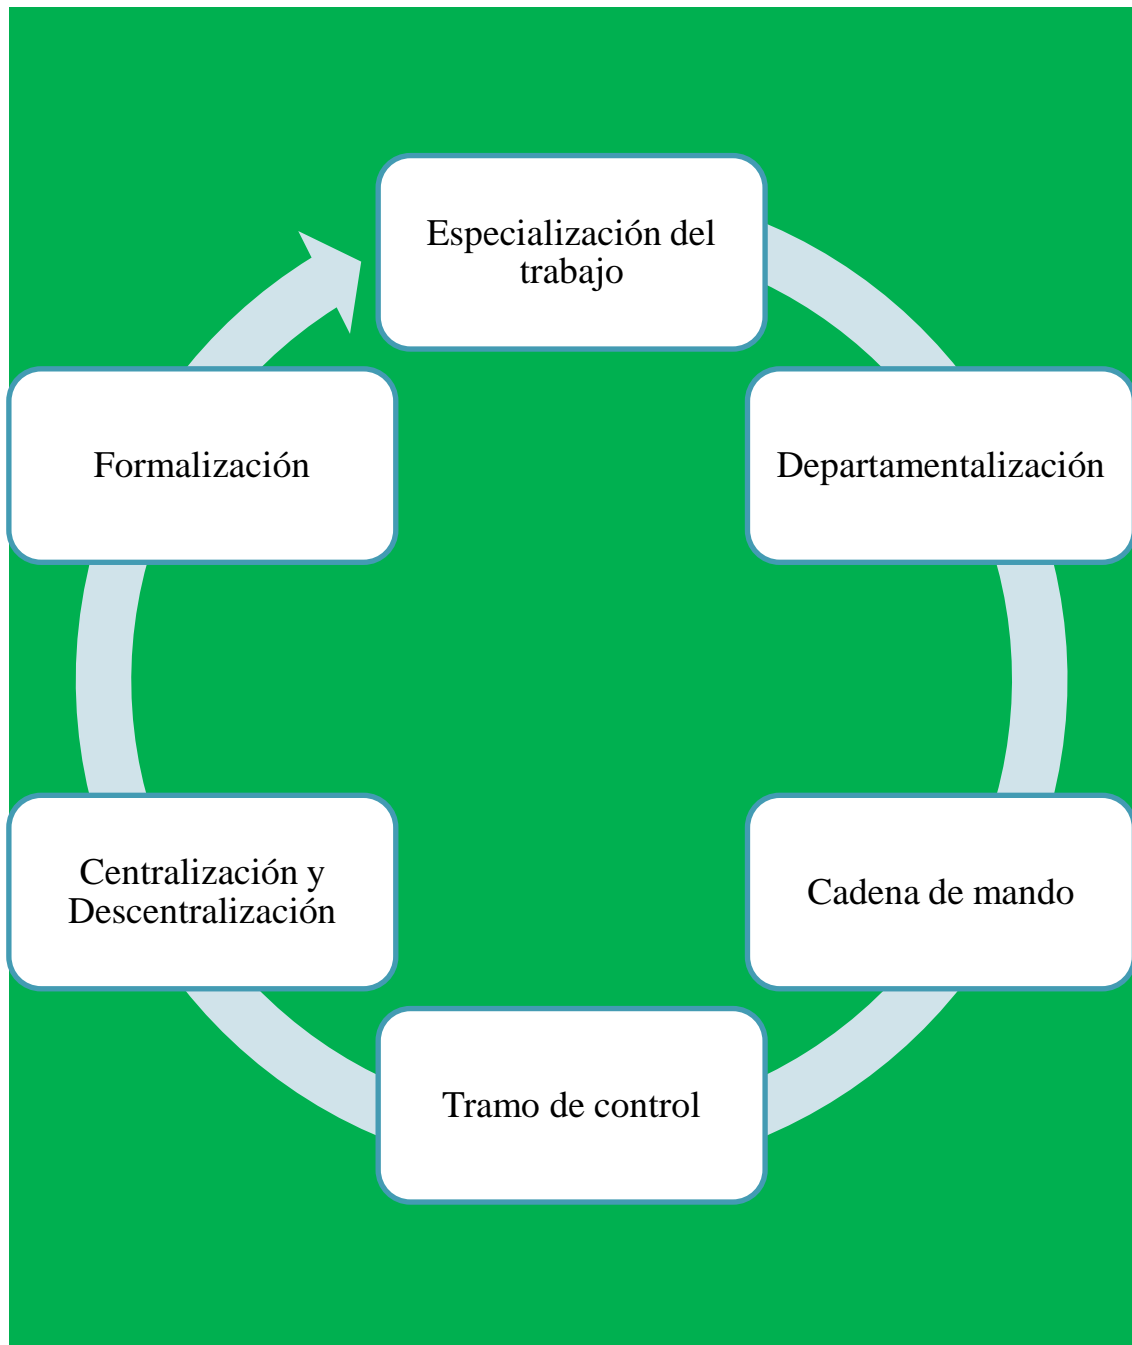 Especialización del
trabajo
Departamentalización
Cadena de mando
Tramo de control
Centralización y
Descentralización
Formalización